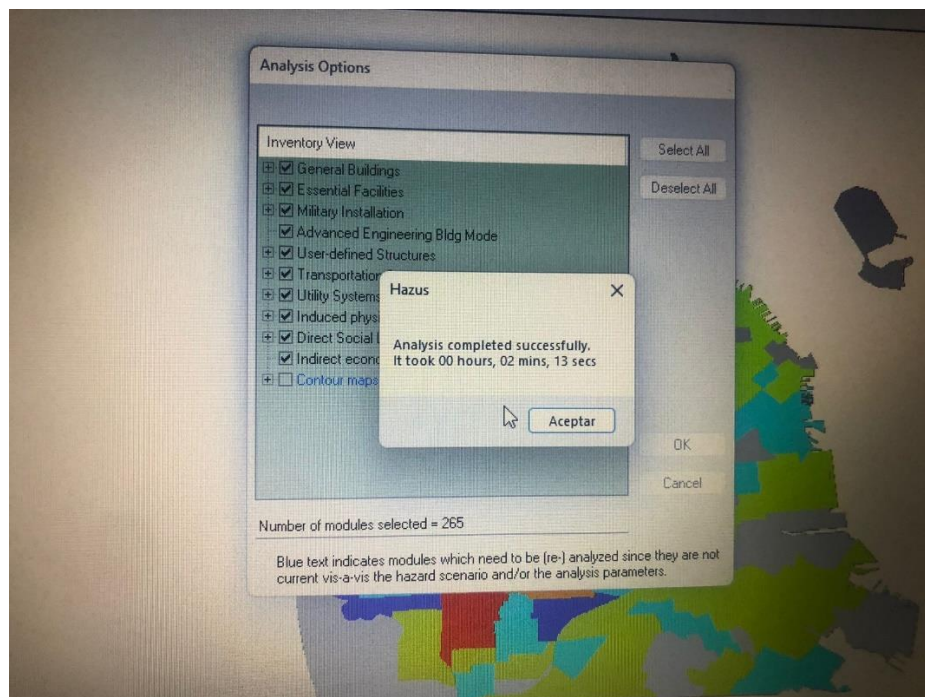 Analysis Options
Inventory View
Select All
General Buildings
Deselect All
Essential Facilities
Military Installation
Advanced Engineering Bldg Mode
User-defined Structures
Transportation
Utility Systems
Hazus
Induced phys
Direct Social
Analysis completed successfully.
It took 00 hours, 02 mins, 13 secs
Indirect econo
Contour maps
Aceptar
OK
Cancel
Number of modules selected = 265
Blue text indicates modules which need to be (re-) analyzed since they are not
current vis-a-vis the hazard scenario and/or the analysis parameters.